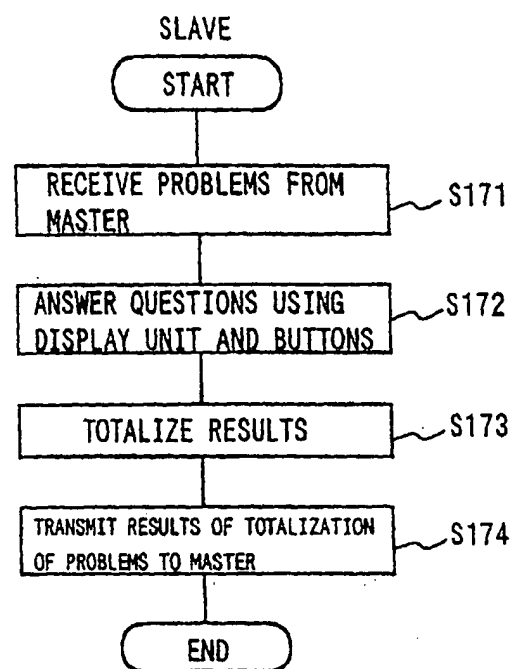 SLAVE
START
RECEIVE PROBLEMS FROM
MASTER
S171
ANSWER QUESTIONS USING
DISPLAY UNIT AND BUTTONS
S172
TOTALIZE RESULTS
S173
TRANSMIT RESULTS OF TOTALIZATION
OF PROBLEMS TO MASTER
S174
END